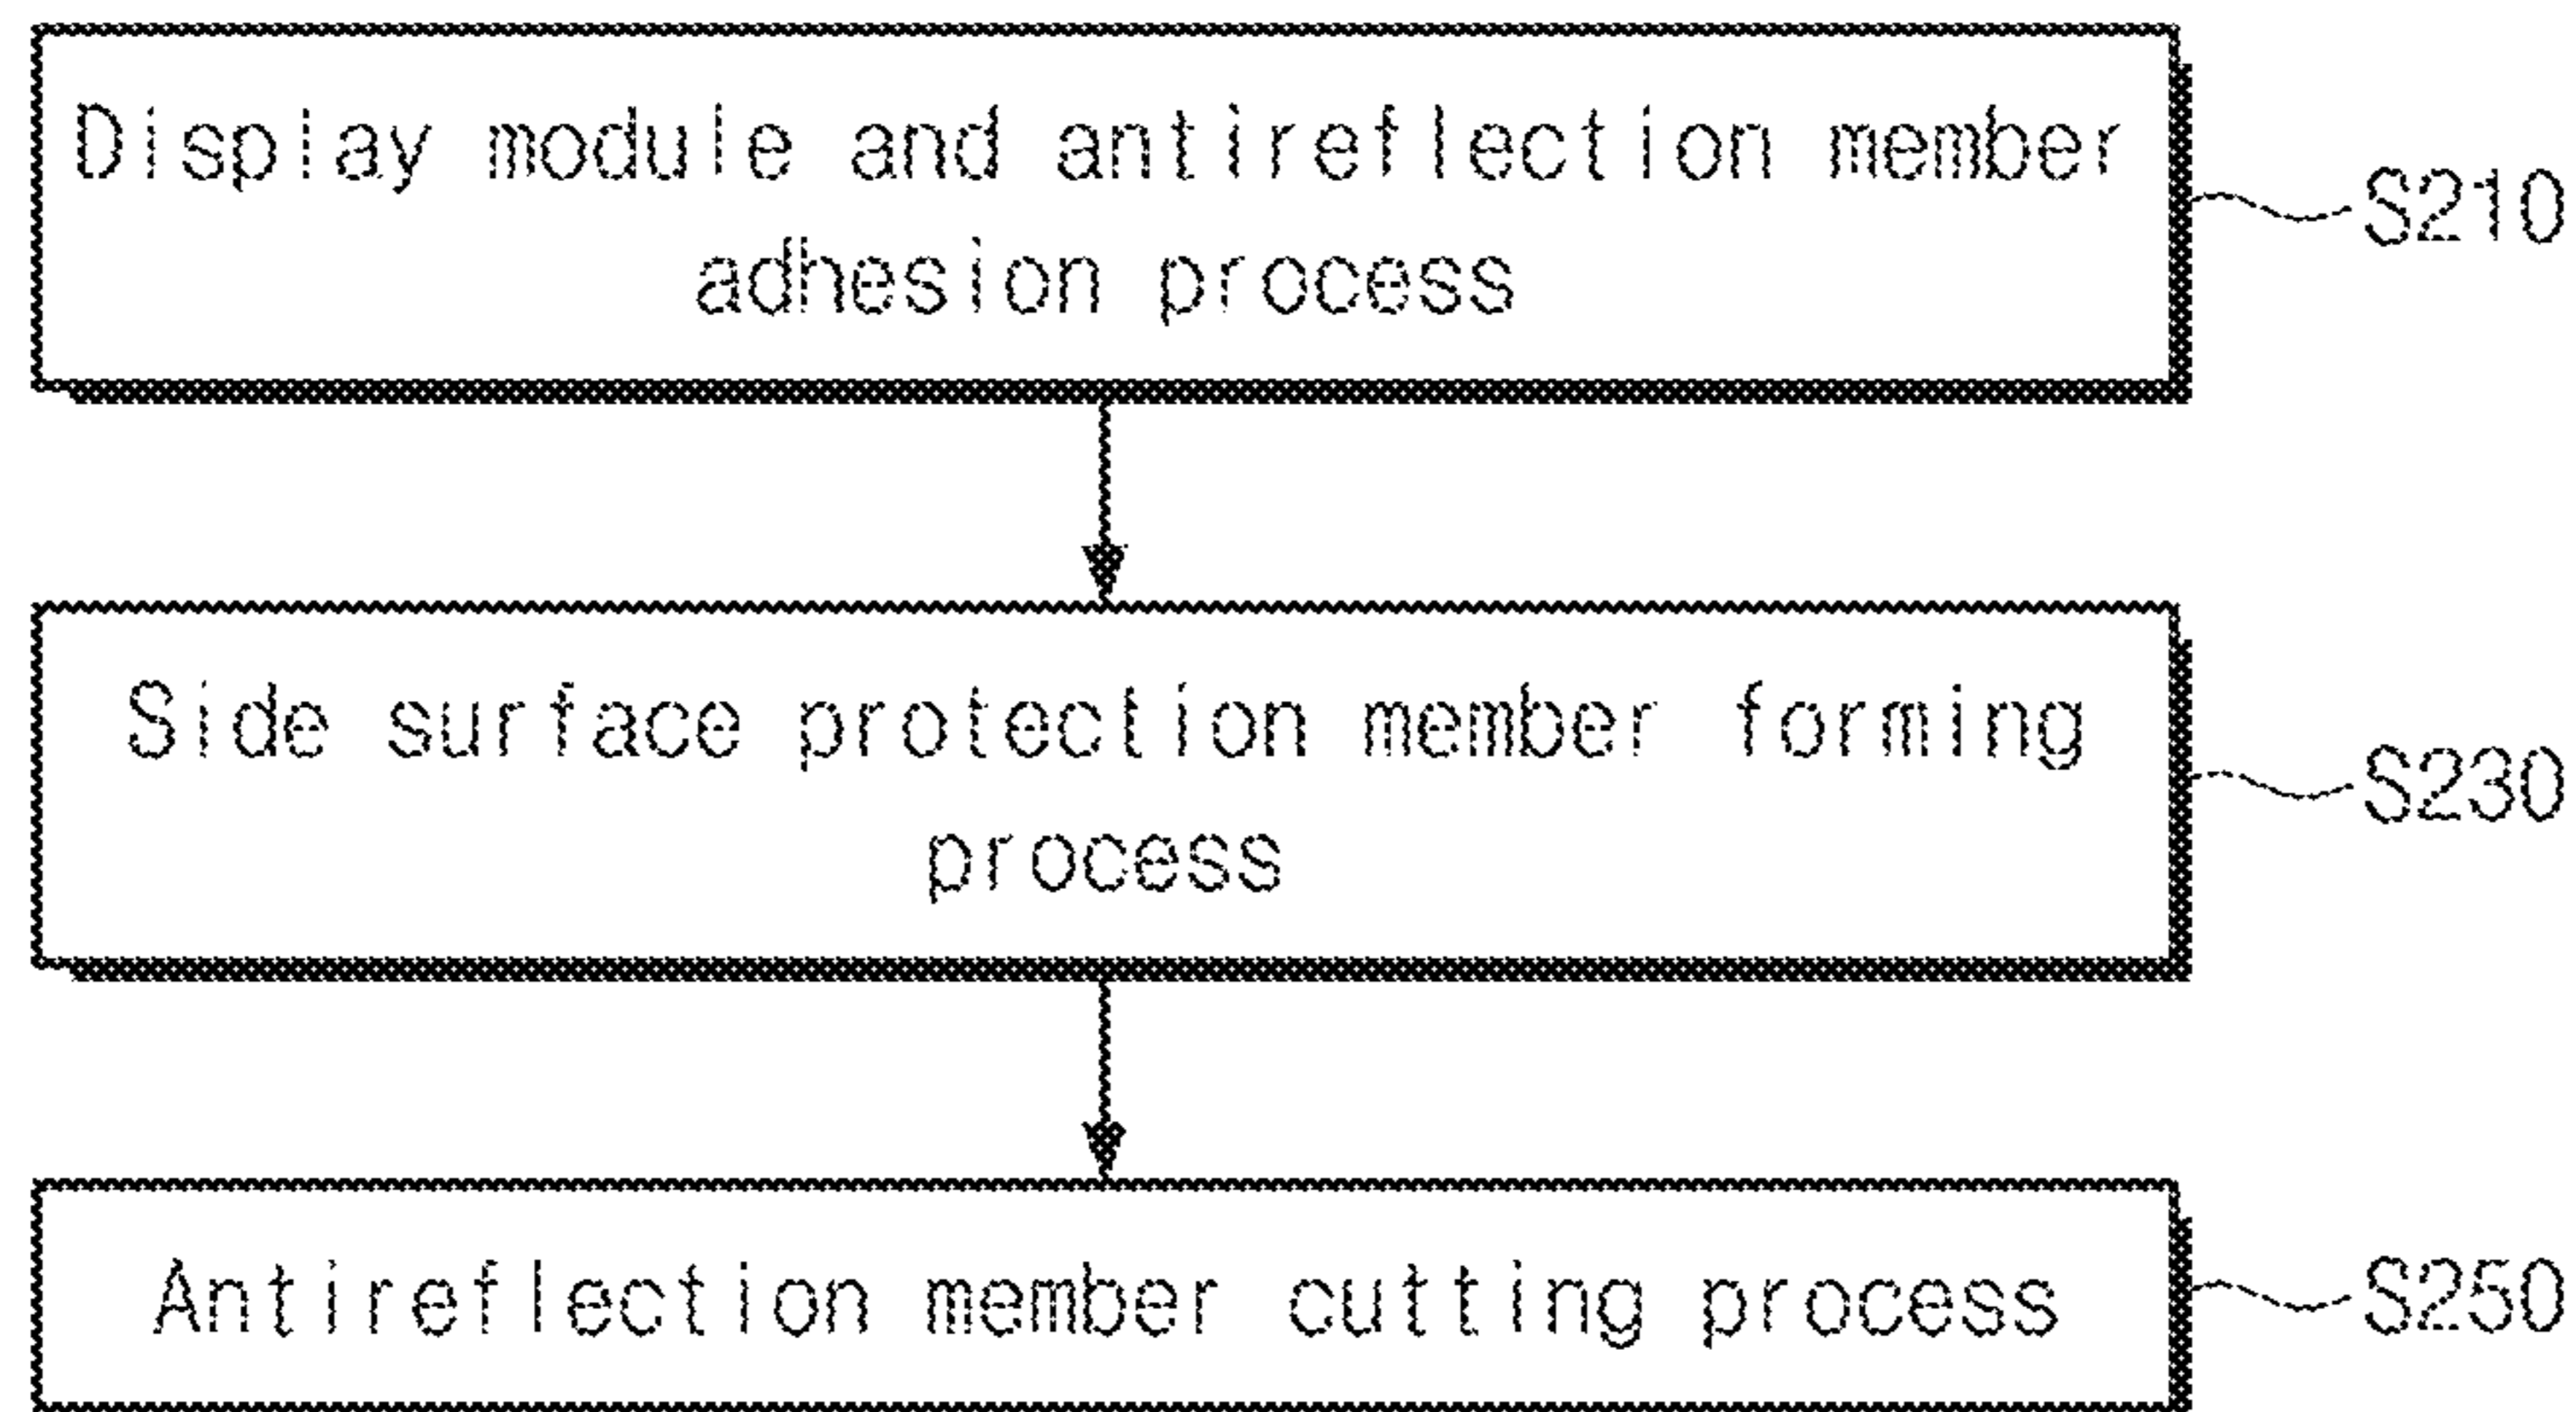 Display module and antireflection member
adhesion process
S210
Side surface protection member forming
process
S230
Antireflection member cutting process
S250